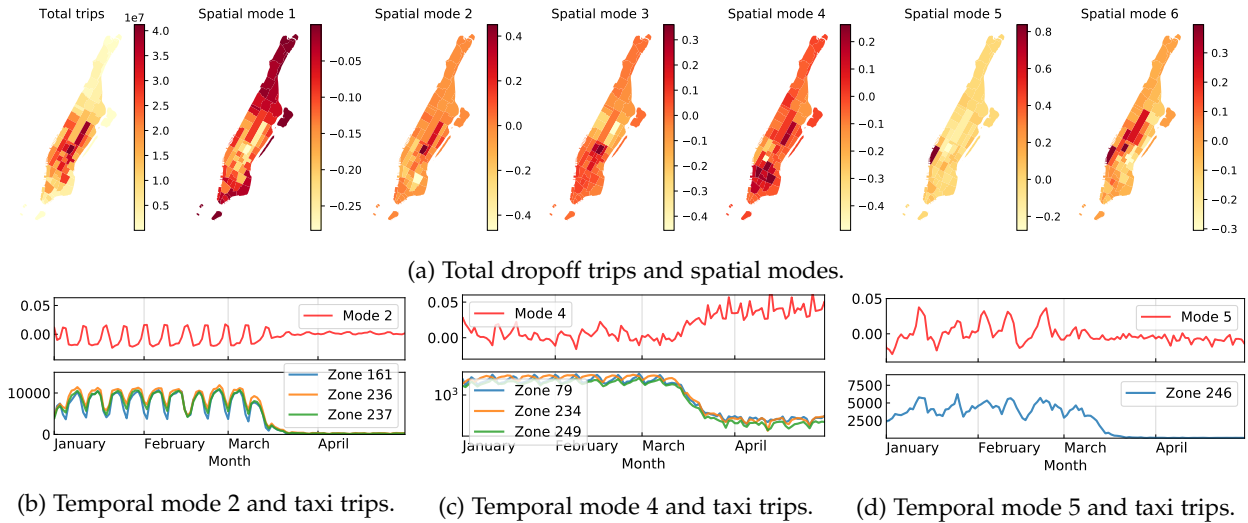 Total trips
Spatial mode 1
Spatial mode 2
Spatial mode 3
Spatial mode 4
Spatial mode 5
Spatial mode 6
1e7
4.0
3.5
3.0
2.5
2.0
1.5
1.0
0.5
−0.05
−0.10
−0.15
−0.20
−0.25
0.4
0.2
0.0
−0.2
−0.4
0.3
0.2
0.1
0.0
−0.1
−0.2
−0.3
−0.4
0.2
0.1
0.0
−0.1
−0.2
−0.3
−0.4
0.8
0.6
0.4
0.2
0.0
−0.2
0.3
0.2
0.1
0.0
−0.1
−0.2
−0.3
(a) Total dropoff trips and spatial modes.
0.05
0.00
Mode 2
10000
0
Zone 161
Zone 236
Zone 237
January
February
March
April
Month
(b) Temporal mode 2 and taxi trips.
0.05
0.00
Mode 4
10³
Zone 79
Zone 234
Zone 249
January
February
March
April
Month
(c) Temporal mode 4 and taxi trips.
0.05
0.00
Mode 5
7500
5000
2500
Zone 246
January
February
March
April
Month
(d) Temporal mode 5 and taxi trips.